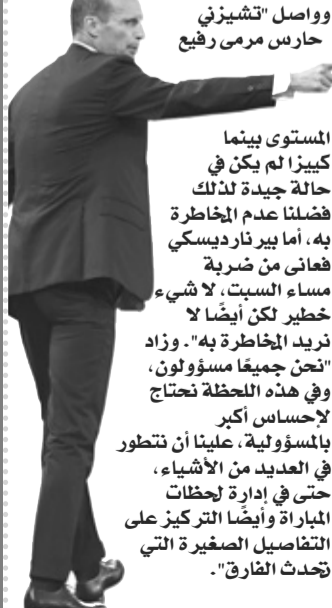 وواصل "تشيزني
حارس مرمى رفيع
المستوى بينما
كييزا لم يكن في
حالة جيدة لذلك
فضلنا عدم المخاطرة
به، أما بيرنارديسكي
فعانى من ضربة
مساء السبت، لا شيء
خطير لكن أيضًا لا
نريد المخاطرة به". وزاد
"نحن جميعًا مسؤولون،
وفي هذه اللحظة نحتاج
لإحساس أكبر
بالمسؤولية، علينا أن نتطور
في العديد من الأشياء،
حتى في إدارة لحظات
المباراة وأيضًا التركيز على
التفاصيل الصغيرة التي
تحدث الفارق".